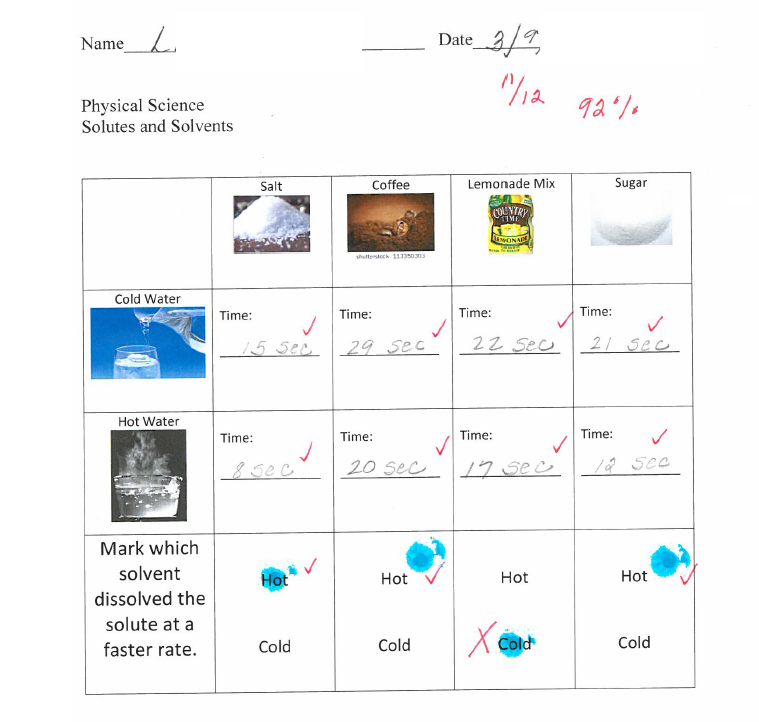 Name L. Date 3/9
11/12 92%
Physical Science
Solutes and Solvents
Salt Coffee Lemonade Mix Sugar
COUNTRY
TIME
LEMONADE
shutterstock · 113350303
Cold Water
Time: Time: Time: Time:
15 sec 29 sec 22 sec 21 sec
Hot Water
Time: Time: Time: Time:
8 sec 20 sec 17 sec 12 sec
Mark which
solvent
dissolved the
solute at a
faster rate.
Hot Hot Hot Hot
Cold Cold Cold Cold